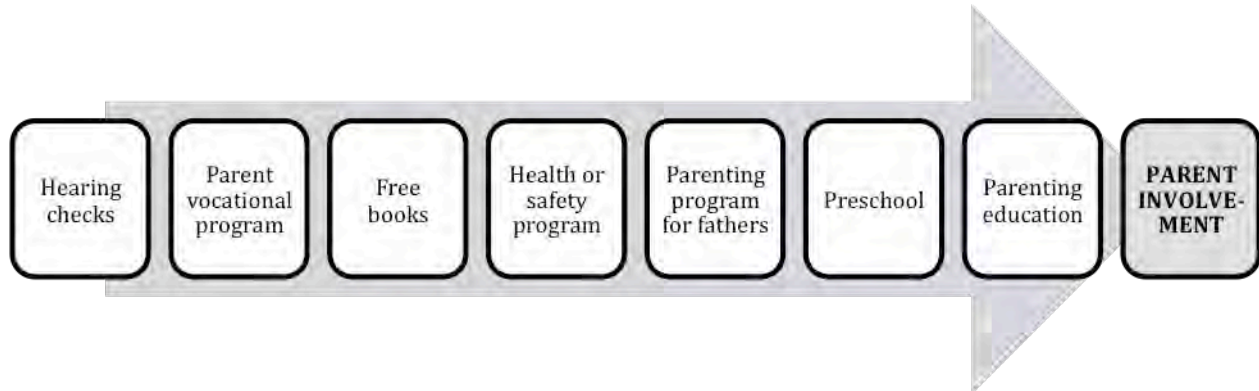 Hearing
checks
Parent
vocational
program
Free
books
Health or
safety
program
Parenting
program
for fathers
Preschool
Parenting
education
PARENT
INVOLVE-
MENT